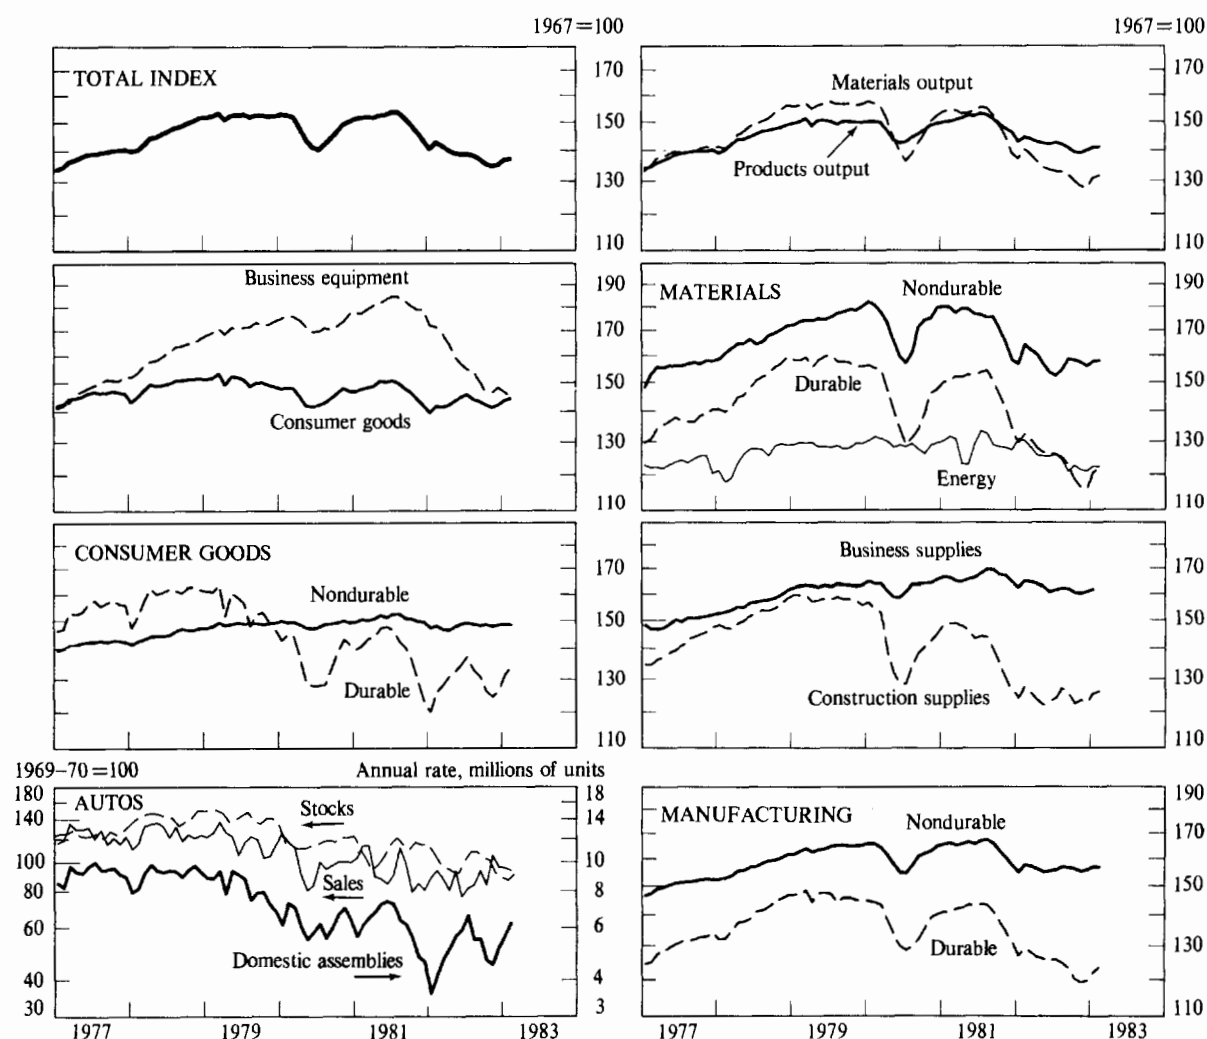 1967=100
1967=100
TOTAL INDEX
170
150
130
110
Materials output
Products output
170
150
130
110
Business equipment
Consumer goods
190
170
150
130
110
MATERIALS
Nondurable
Durable
Energy
190
170
150
130
110
CONSUMER GOODS
Nondurable
Durable
170
150
130
110
Business supplies
Construction supplies
170
150
130
110
1969–70=100
Annual rate, millions of units
AUTOS
Stocks
Sales
Domestic assemblies
180
140
100
80
60
40
30
18
14
10
8
6
4
3
1977
1979
1981
1983
MANUFACTURING
Nondurable
Durable
190
170
150
130
110
1977
1979
1981
1983